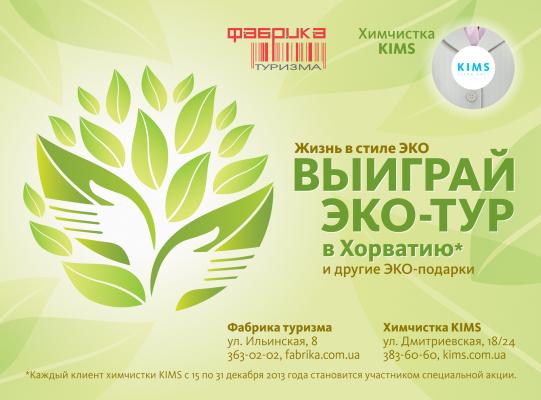 ФАБРИКА
ТУРИЗМА
Химчистка
KIMS
KIMS
Жизнь в стиле ЭКО
ВЫИГРАЙ
ЭКО-ТУР
в Хорватию*
и другие ЭКО-подарки
Фабрика туризма
ул. Ильинская, 8
363-02-02, fabrika.com.ua
Химчистка KIMS
ул. Дмитриевская, 18/24
383-60-60, kims.com.ua
*Каждый клиент химчистки KIMS с 15 по 31 декабря 2013 года становится участником специальной акции.